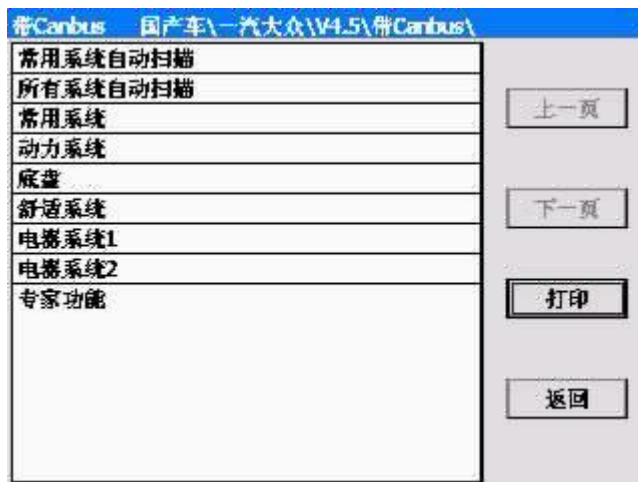 带Canbus 国产车\一汽大众\V4.5\带Canbus\
常用系统自动扫描
所有系统自动扫描
常用系统
动力系统
底盘
舒适系统
电器系统1
电器系统2
专家功能
上一页
下一页
打印
返回